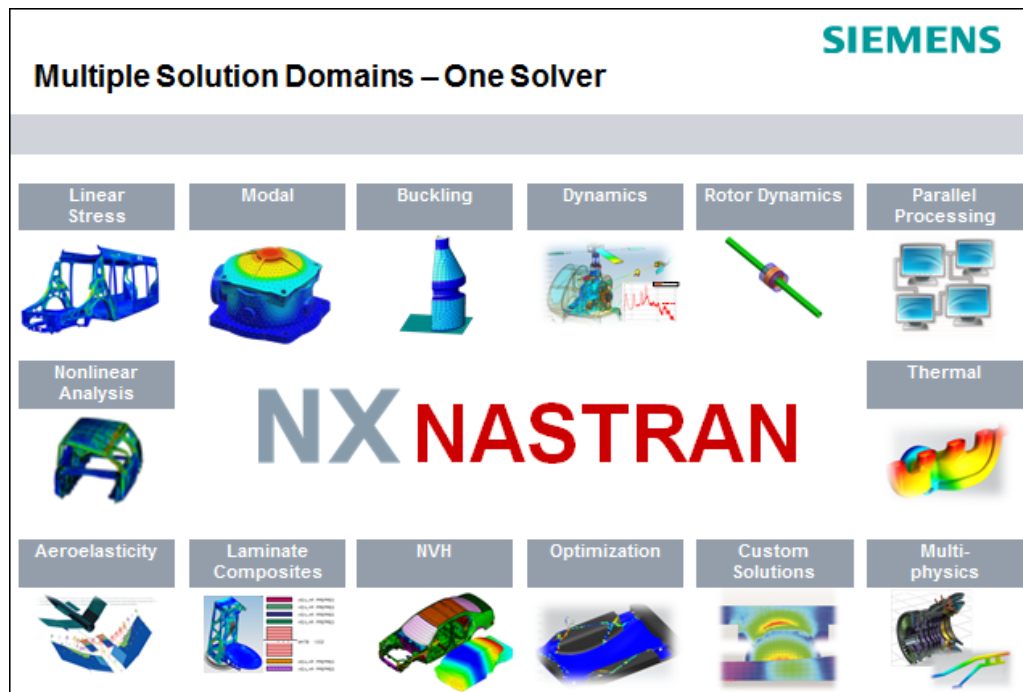 SIEMENS
Multiple Solution Domains – One Solver
Linear
Stress
Modal
Buckling
Dynamics
Rotor Dynamics
Parallel
Processing
Nonlinear
Analysis
NX NASTRAN
Thermal
Aeroelasticity
Laminate
Composites
NVH
Optimization
Custom
Solutions
Multi-
physics